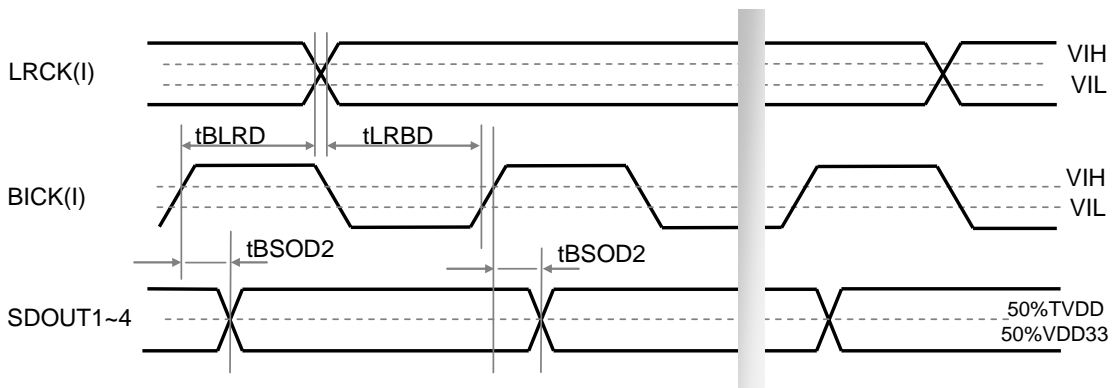 LRCK(I)
VIH
VIL
tBLRD
tLRBD
BICK(I)
VIH
VIL
tBSOD2
tBSOD2
SDOUT1~4
50%TVDD
50%VDD33